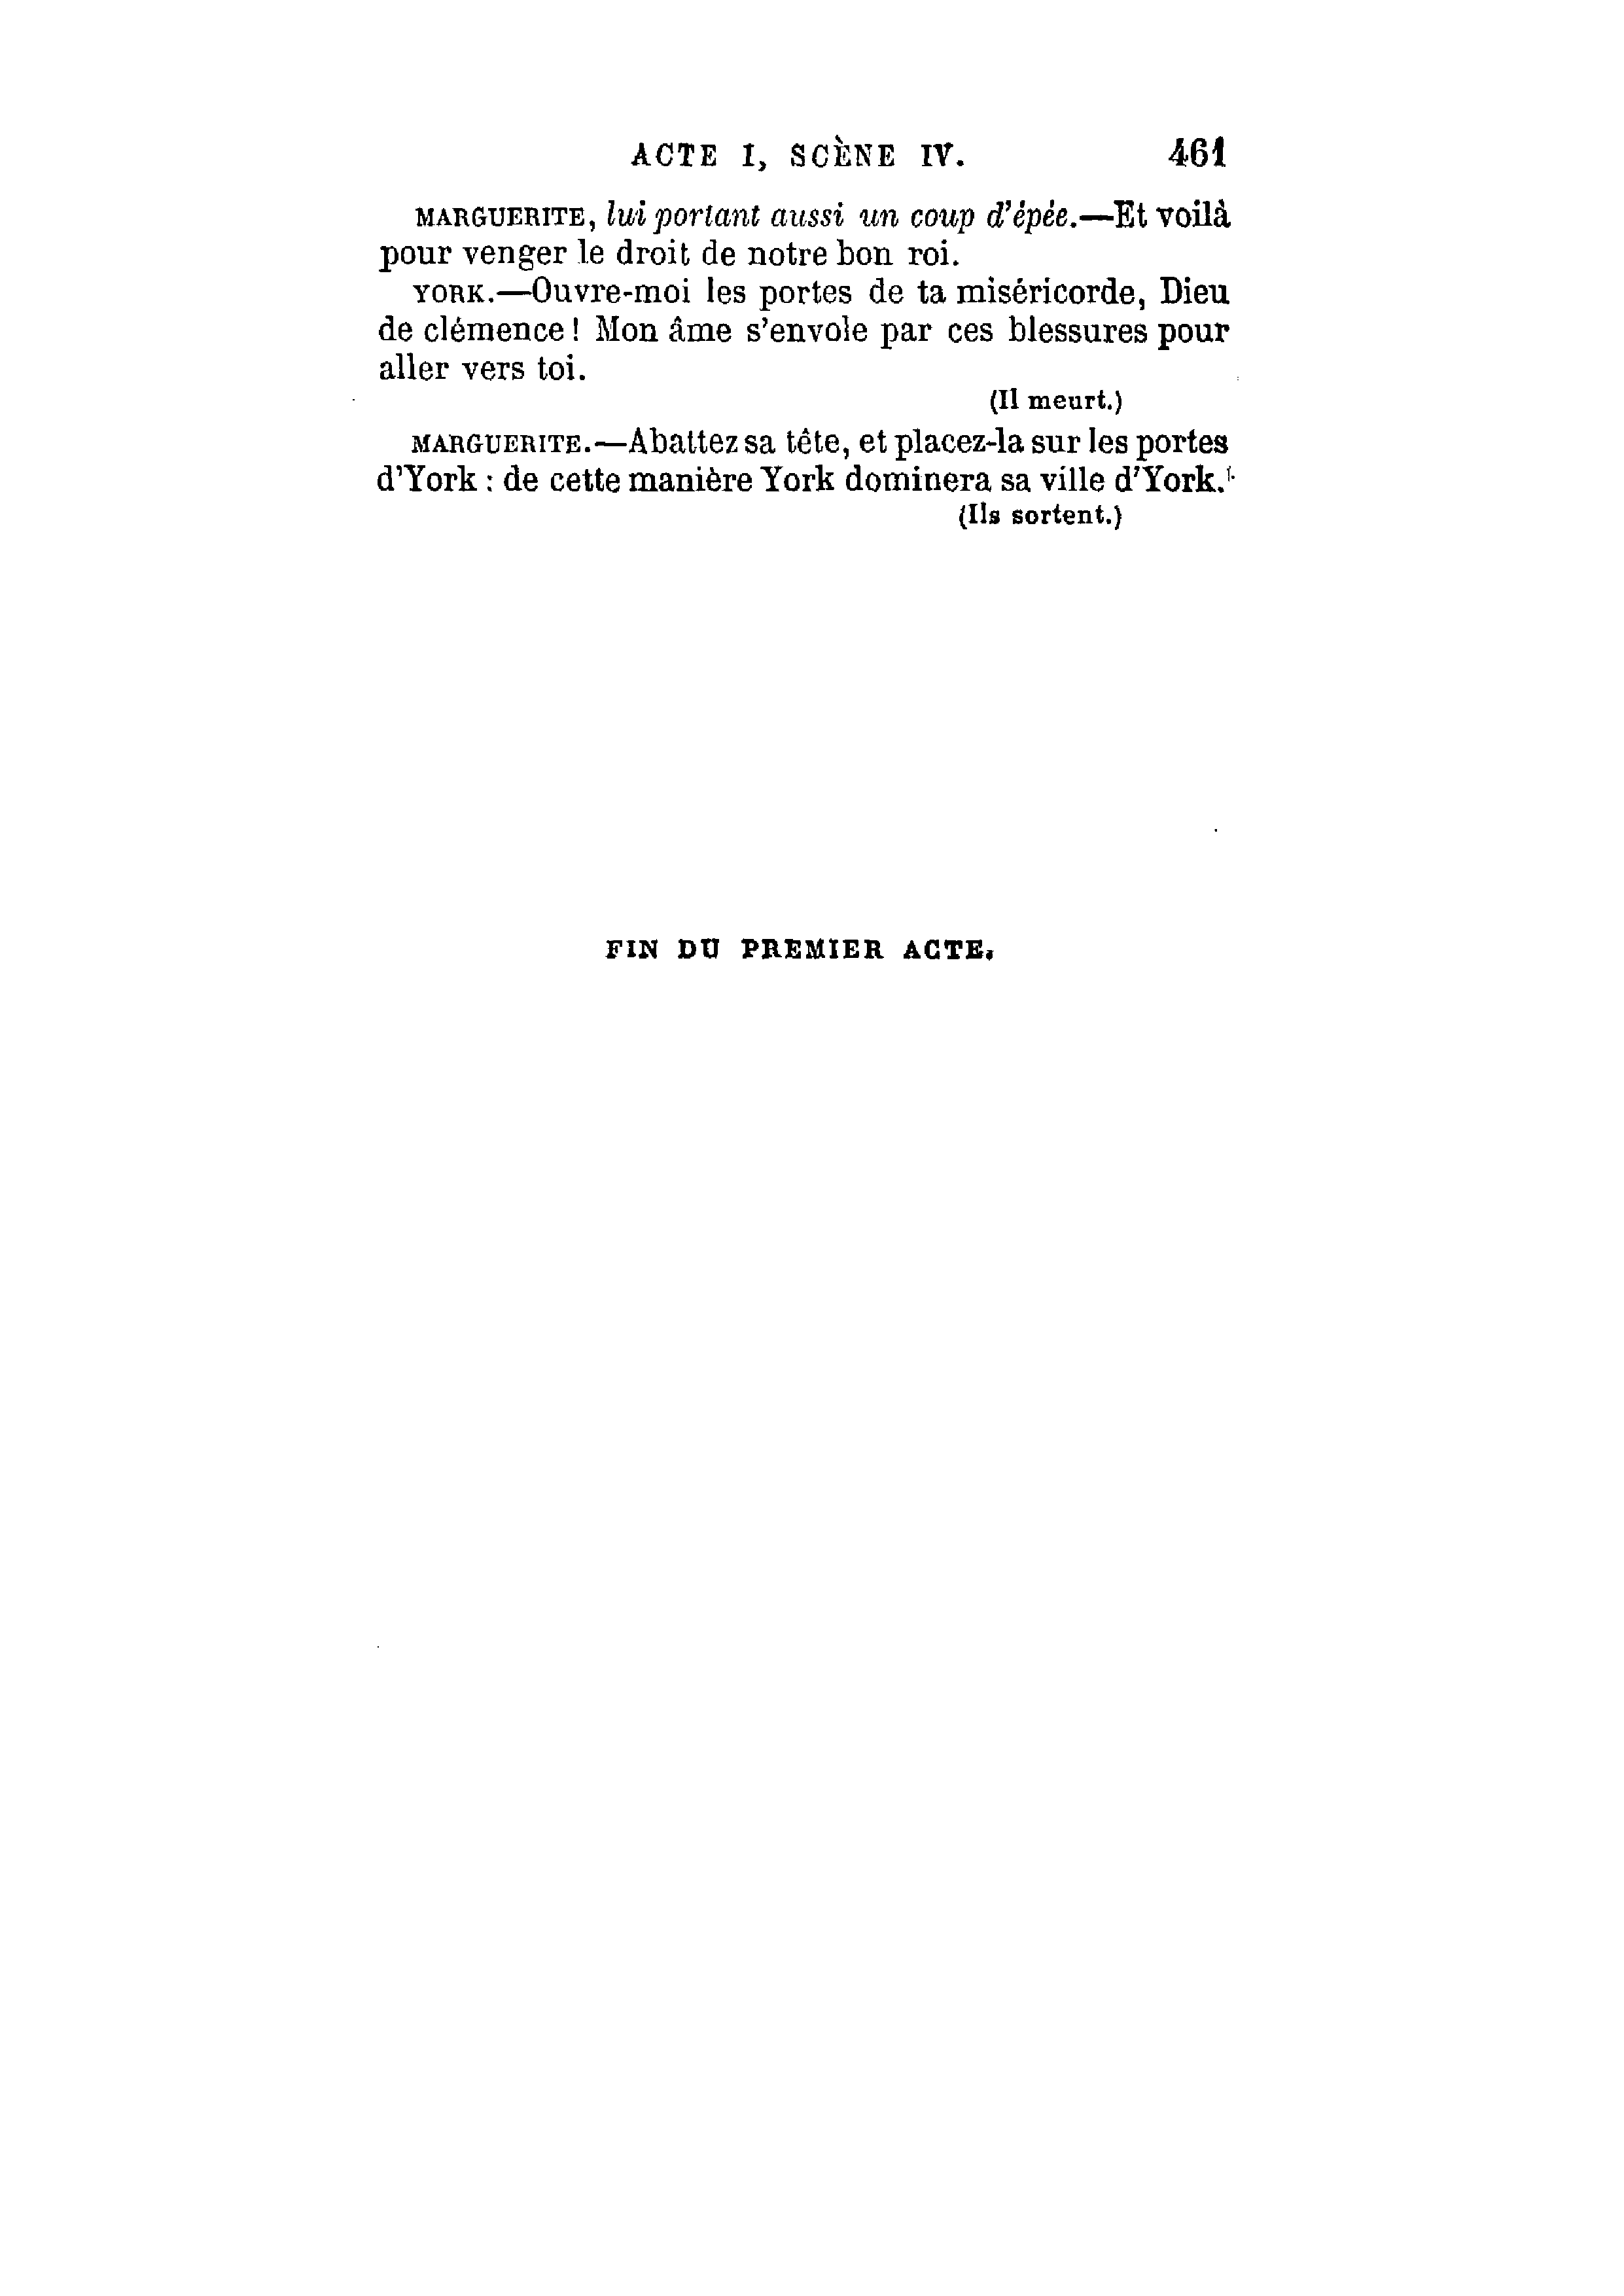 ACTE I, SCÈNE IV. 461
MARGUERITE, lui portant aussi un coup d'épée.—Et voilà
pour venger le droit de notre bon roi.
YORK.—Ouvre-moi les portes de ta miséricorde, Dieu
de clémence! Mon âme s'envole par ces blessures pour
aller vers toi.
(Il meurt.)
MARGUERITE.—Abattez sa tête, et placez-la sur les portes
d'York : de cette manière York dominera sa ville d'York.
(Ils sortent.)
FIN DU PREMIER ACTE.